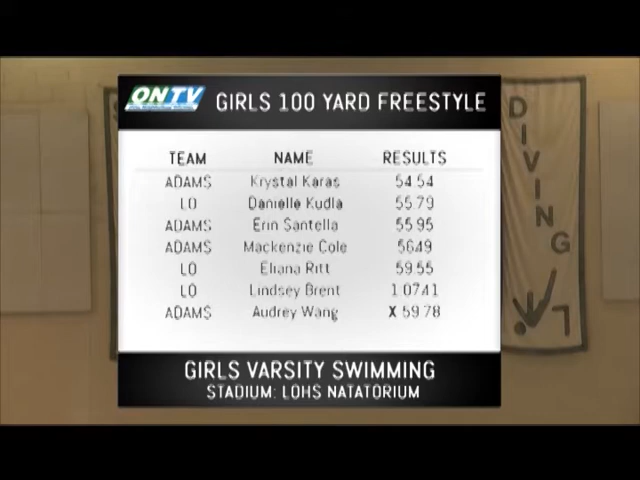 ONTV GIRLS 100 YARD FREESTYLE
TEAM NAME RESULTS
ADAMS Krystal Karas 54.54
LO Danielle Kudla 55.79
ADAMS Erin Santella 55.95
ADAMS Mackenzie Cole 56.49
LO Eliana Ritt 59.55
LO Lindsey Brent 1:07.41
ADAMS Audrey Wang X 59.78
GIRLS VARSITY SWIMMING
STADIUM: LOHS NATATORIUM
DIVING